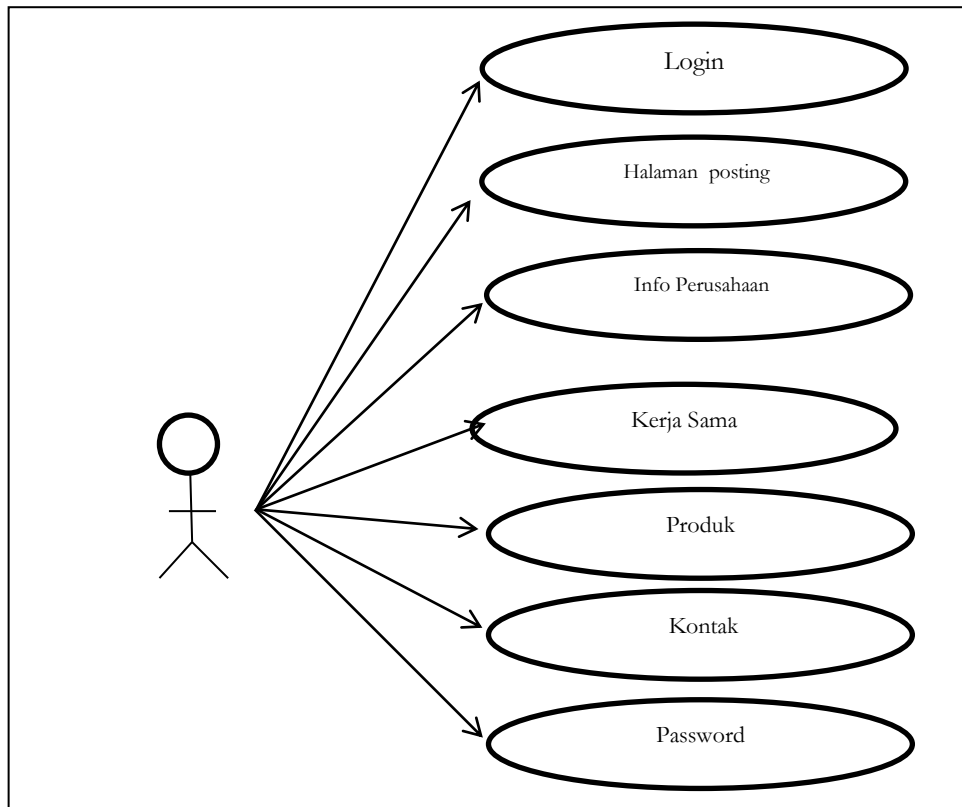 Login
Halaman posting
Info Perusahaan
Kerja Sama
Produk
Kontak
Password